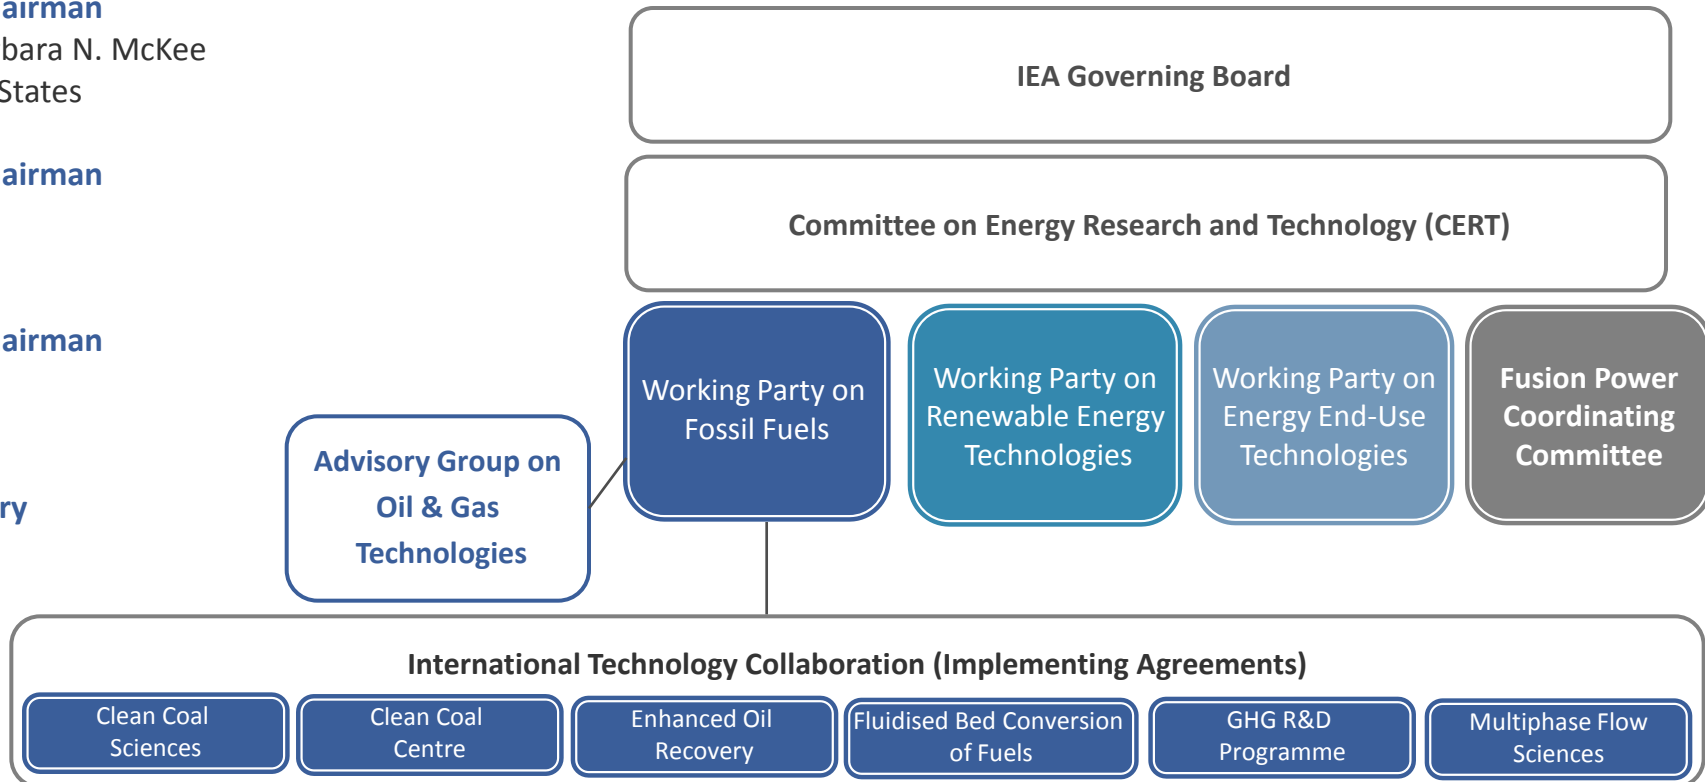 airman
bara N. McKee
States
airman
airman
ry
IEA Governing Board
Committee on Energy Research and Technology (CERT)
Working Party on
Fossil Fuels
Working Party on
Renewable Energy
Technologies
Working Party on
Energy End-Use
Technologies
Fusion Power
Coordinating
Committee
Advisory Group on
Oil & Gas
Technologies
International Technology Collaboration (Implementing Agreements)
Clean Coal
Sciences
Clean Coal
Centre
Enhanced Oil
Recovery
Fluidised Bed Conversion
of Fuels
GHG R&D
Programme
Multiphase Flow
Sciences